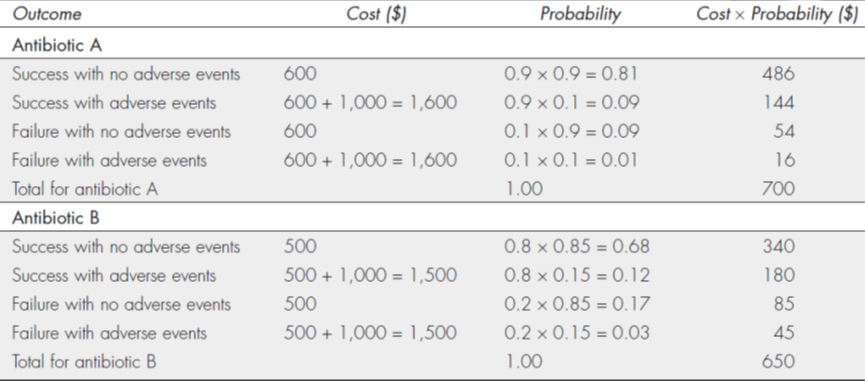 Outcome Cost ($) Probability Cost × Probability ($)
Antibiotic A
Success with no adverse events 600 0.9 × 0.9 = 0.81 486
Success with adverse events 600 + 1,000 = 1,600 0.9 × 0.1 = 0.09 144
Failure with no adverse events 600 0.1 × 0.9 = 0.09 54
Failure with adverse events 600 + 1,000 = 1,600 0.1 × 0.1 = 0.01 16
Total for antibiotic A 1.00 700
Antibiotic B
Success with no adverse events 500 0.8 × 0.85 = 0.68 340
Success with adverse events 500 + 1,000 = 1,500 0.8 × 0.15 = 0.12 180
Failure with no adverse events 500 0.2 × 0.85 = 0.17 85
Failure with adverse events 500 + 1,000 = 1,500 0.2 × 0.15 = 0.03 45
Total for antibiotic B 1.00 650